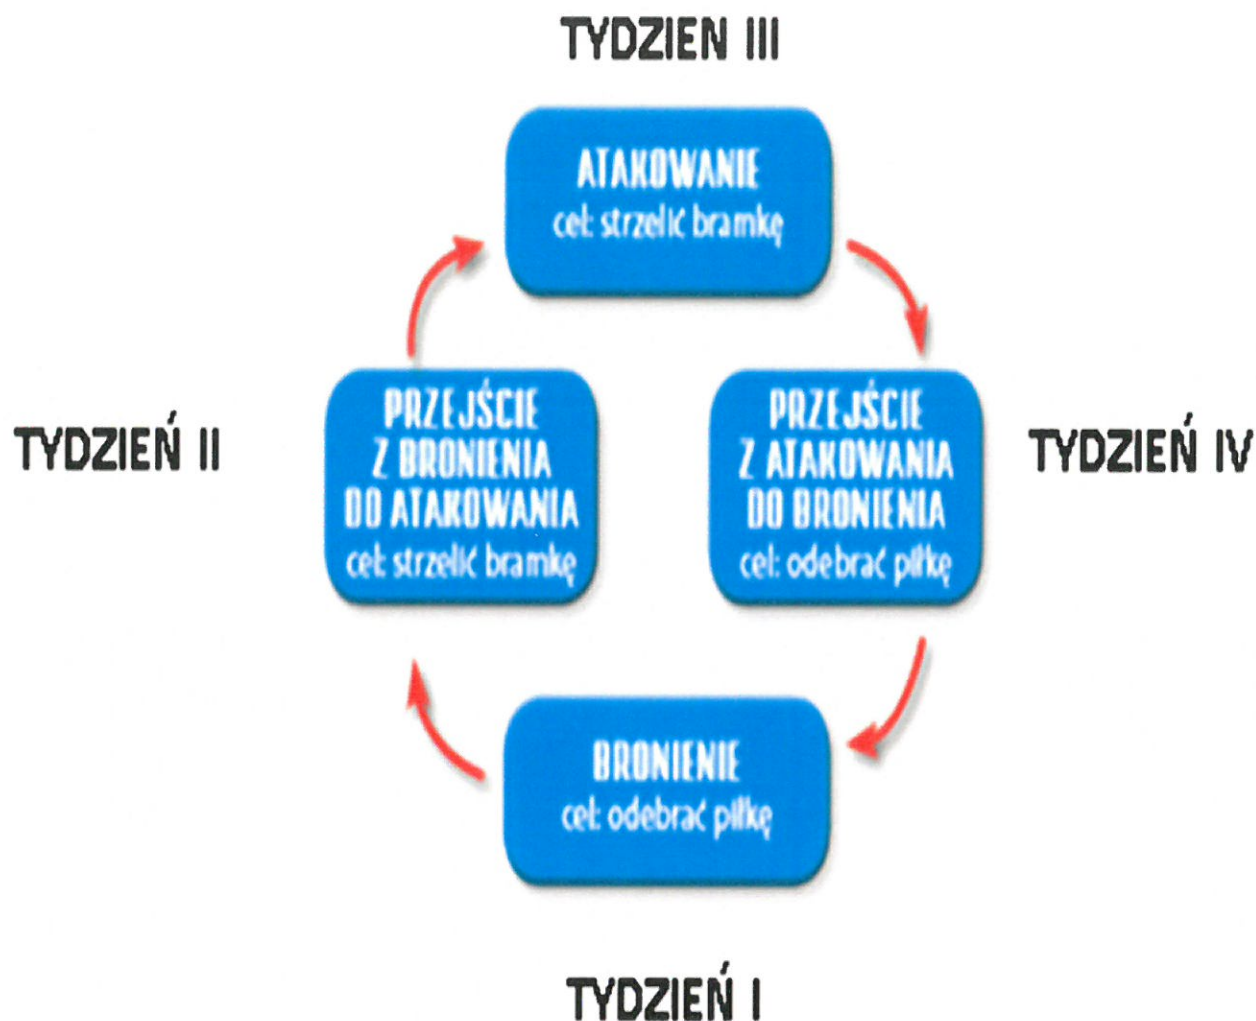 TYDZIEŃ III
ATAKOWANIE
cel: strzelić bramkę
TYDZIEŃ II
PRZEJŚCIE
Z BRONIENIA
DO ATAKOWANIA
cel: strzelić bramkę
PRZEJŚCIE
Z ATAKOWANIA
DO BRONIENIA
cel: odebrać piłkę
TYDZIEŃ IV
BRONIENIE
cel: odebrać piłkę
TYDZIEŃ I